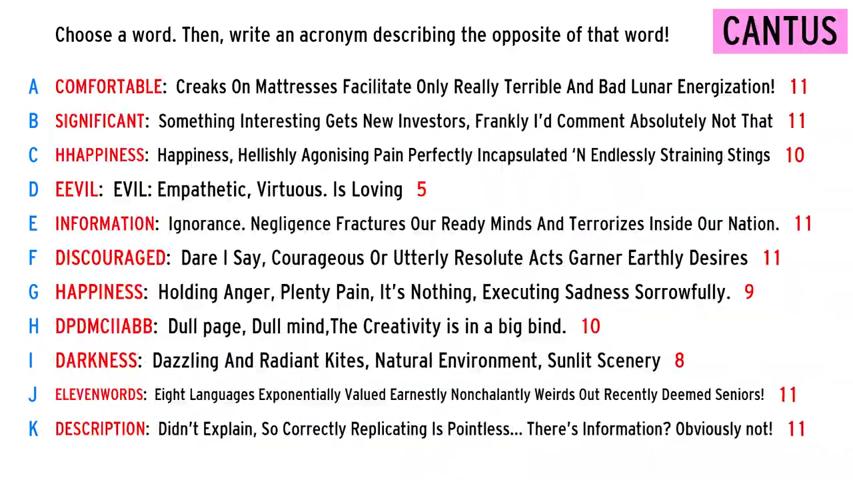 Choose a word. Then, write an acronym describing the opposite of that word!
CANTUS
A COMFORTABLE: Creaks On Mattresses Facilitate Only Really Terrible And Bad Lunar Energization! 11
B SIGNIFICANT: Something Interesting Gets New Investors, Frankly I'd Comment Absolutely Not That 11
C HHAPPINESS: Happiness, Hellishly Agonising Pain Perfectly Incapsulated 'N Endlessly Straining Stings 10
D EEVIL: EVIL: Empathetic, Virtuous. Is Loving 5
E INFORMATION: Ignorance. Negligence Fractures Our Ready Minds And Terrorizes Inside Our Nation. 11
F DISCOURAGED: Dare I Say, Courageous Or Utterly Resolute Acts Garner Earthly Desires 11
G HAPPINESS: Holding Anger, Plenty Pain, It's Nothing, Executing Sadness Sorrowfully. 9
H DPDMCIIABB: Dull page, Dull mind,The Creativity is in a big bind. 10
I DARKNESS: Dazzling And Radiant Kites, Natural Environment, Sunlit Scenery 8
J ELEVENWORDS: Eight Languages Exponentially Valued Earnestly Nonchalantly Weirds Out Recently Deemed Seniors! 11
K DESCRIPTION: Didn't Explain, So Correctly Replicating Is Pointless... There's Information? Obviously not! 11